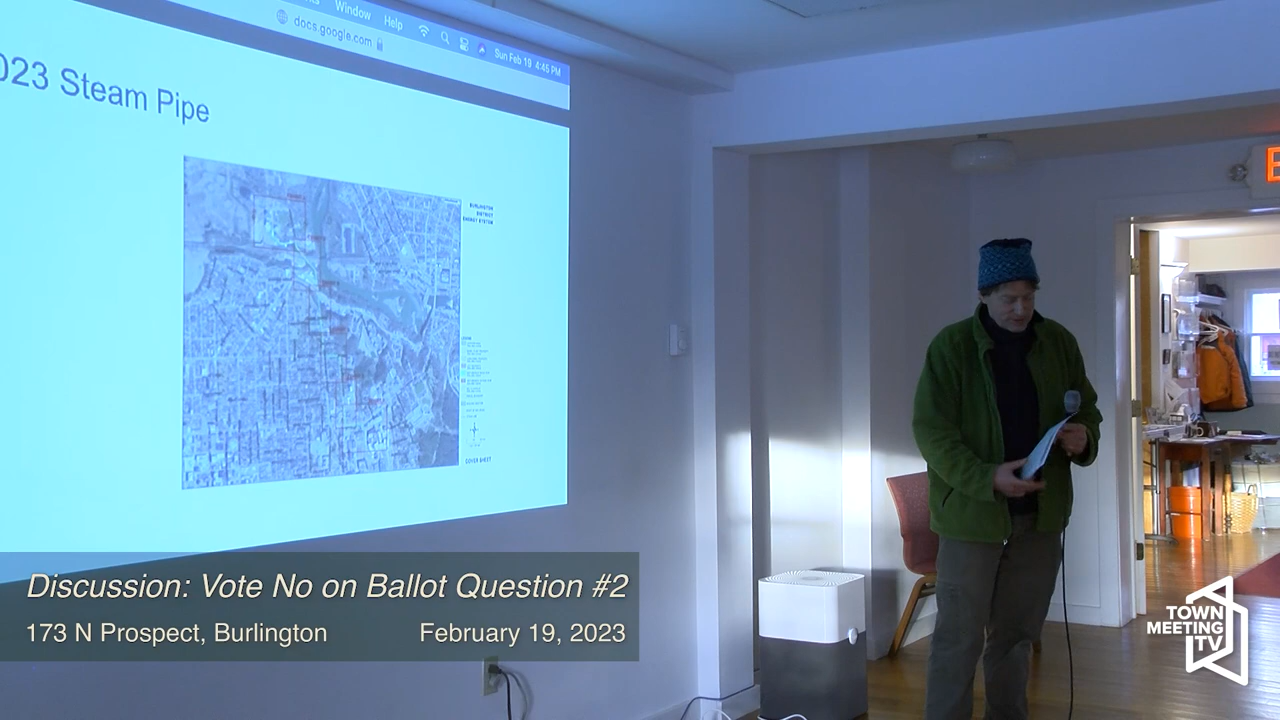 Window Help Sun Feb 19 4:45 PM
docs.google.com
023 Steam Pipe
BURLINGTON
DISTRICT
ENERGY SYSTEM
COVER SHEET
E
Discussion: Vote No on Ballot Question #2
173 N Prospect, Burlington February 19, 2023
TOWN
MEETING
TV